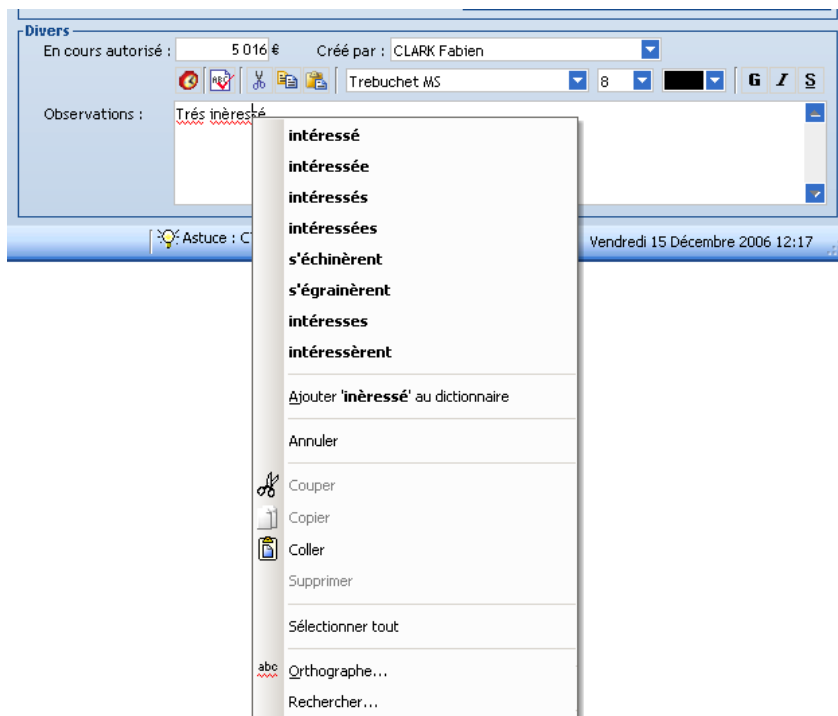 Divers
En cours autorisé : 5 016 € Créé par : CLARK Fabien
ABC Trebuchet MS 8 G I S
Observations : Trés inèressé
intéressé
intéressée
intéressés
intéressées
s'échinèrent
s'égrainèrent
intéresses
intéressèrent
Ajouter 'inèressé' au dictionnaire
Annuler
Couper
Copier
Coller
Supprimer
Sélectionner tout
abc Orthographe...
Rechercher...
Astuce : C
Vendredi 15 Décembre 2006 12:17